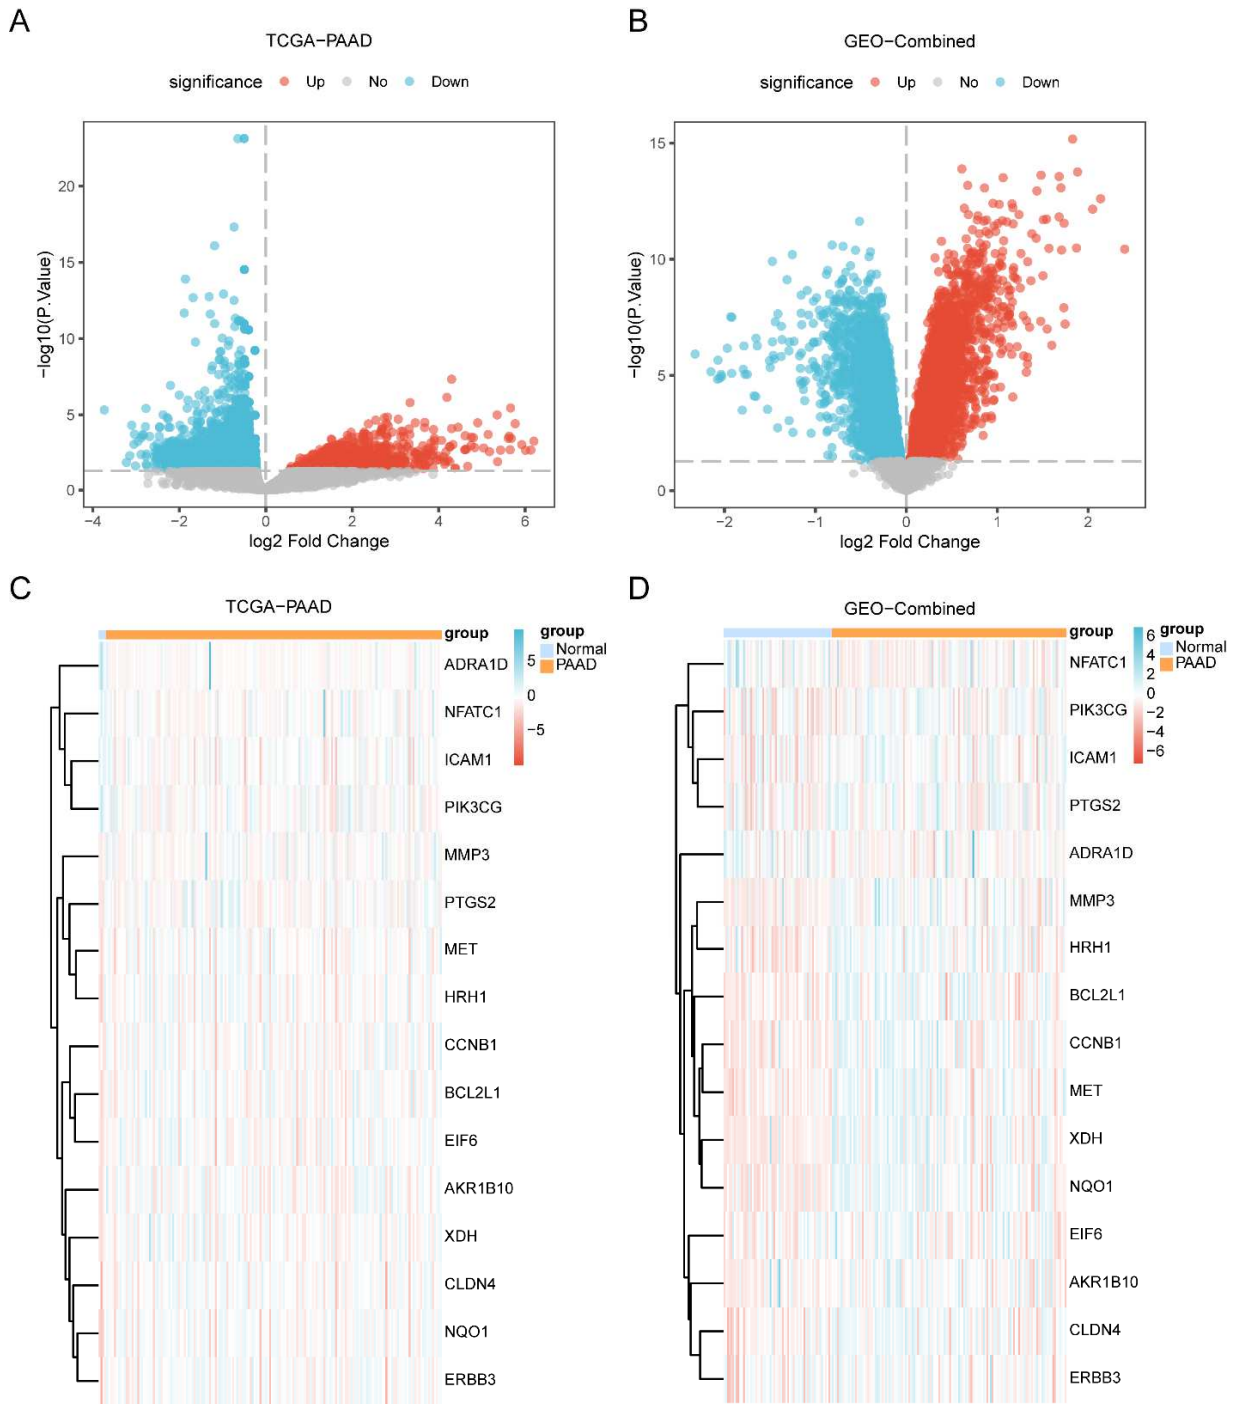 A
TCGA−PAAD
significance Up No Down
−log10(P.Value)
20
15
10
5
0
−4 −2 0 2 4 6
log2 Fold Change
B
GEO−Combined
significance Up No Down
−log10(P.Value)
15
10
5
0
−2 −1 0 1 2
log2 Fold Change
C
TCGA−PAAD
group
ADRA1D
NFATC1
ICAM1
PIK3CG
MMP3
PTGS2
MET
HRH1
CCNB1
BCL2L1
EIF6
AKR1B10
XDH
CLDN4
NQO1
ERBB3
5
0
−5
group
Normal
PAAD
D
GEO−Combined
group
NFATC1
PIK3CG
ICAM1
PTGS2
ADRA1D
MMP3
HRH1
BCL2L1
CCNB1
MET
XDH
NQO1
EIF6
AKR1B10
CLDN4
ERBB3
6
4
2
0
−2
−4
−6
group
Normal
PAAD